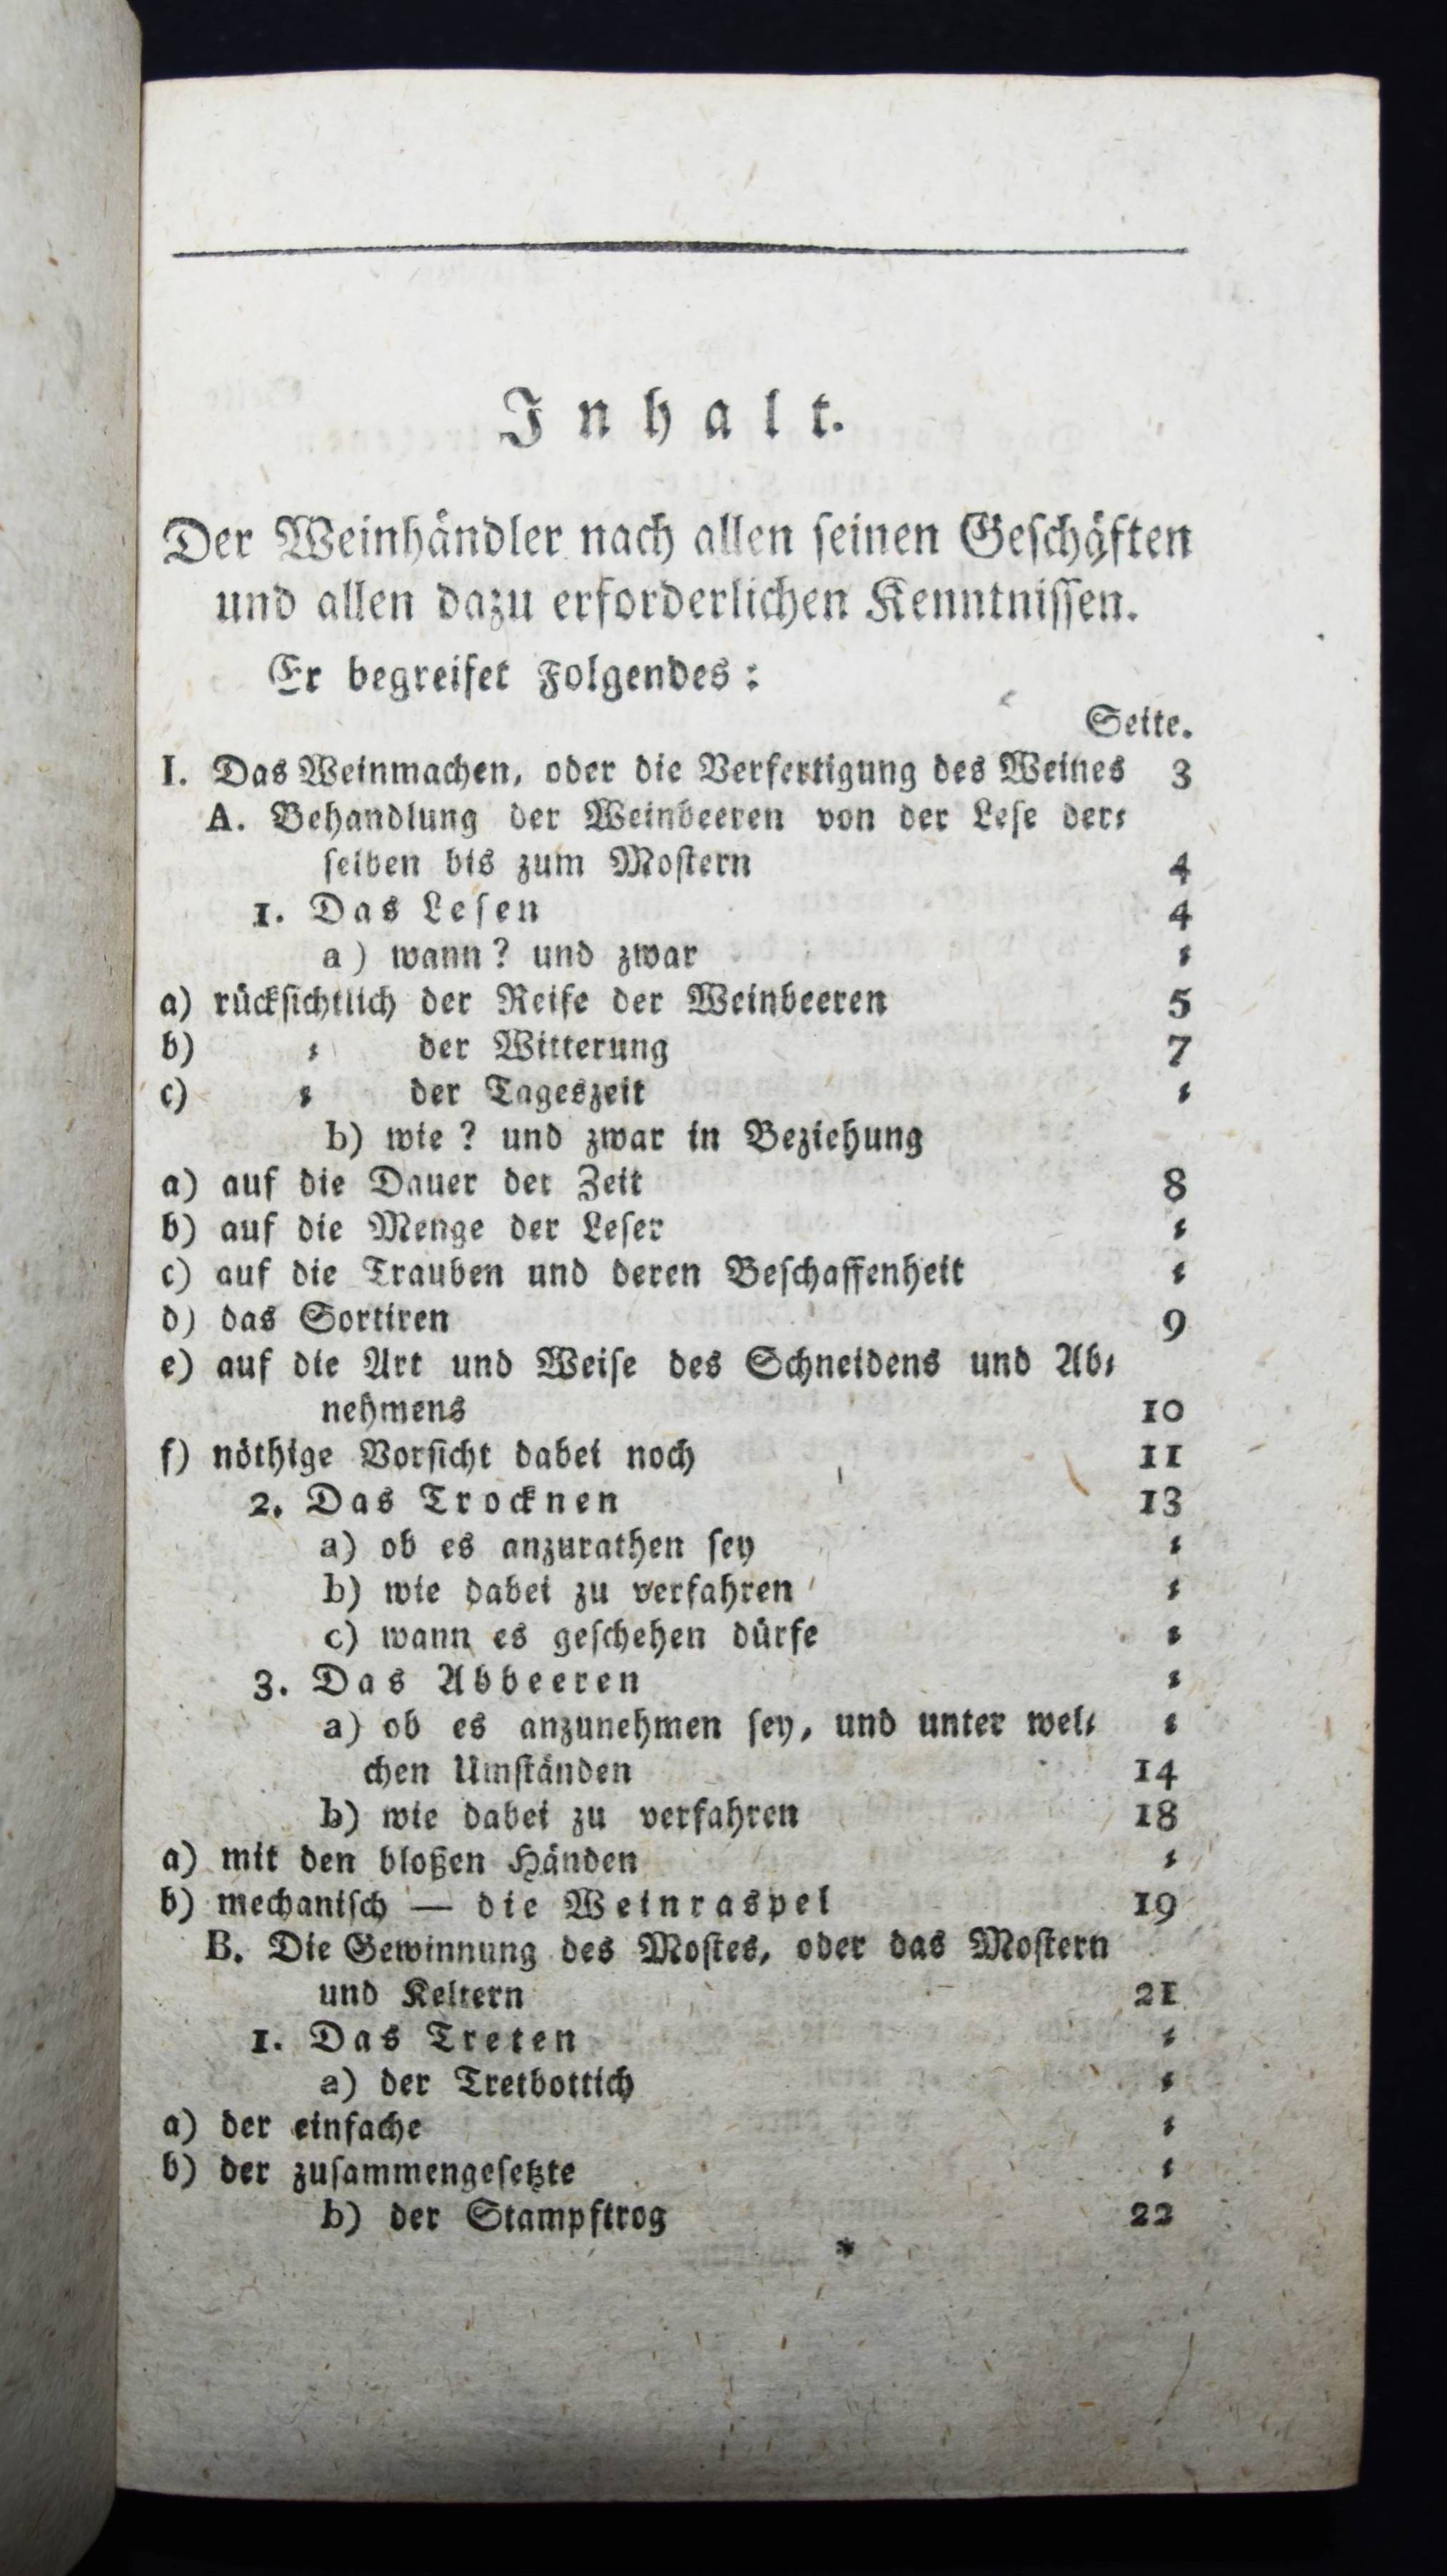 Inhalt.
Der Weinhändler nach allen seinen Geschäften
und allen dazu erforderlichen Kenntnissen.
Er begreifet Folgendes:
Seite.
I. Das Weinmachen, oder die Verfertigung des Weines 3
A. Behandlung der Weinbeeren von der Lese der⸗
selben bis zum Mostern 4
1. Das Lesen 4
a) wann? und zwar ⸗
a) rücksichtlich der Reife der Weinbeeren 5
b) ⸗ der Witterung 7
c) ⸗ der Tageszeit ⸗
b) wie? und zwar in Beziehung
a) auf die Dauer der Zeit 8
b) auf die Menge der Leser ⸗
c) auf die Trauben und deren Beschaffenheit ⸗
d) das Sortiren 9
e) auf die Art und Weise des Schneidens und Ab⸗
nehmens 10
f) nöthige Vorsicht dabei noch 11
2. Das Trocknen 13
a) ob es anzurathen sey ⸗
b) wie dabei zu verfahren ⸗
c) wann es geschehen dürfe ⸗
3. Das Abbeeren ⸗
a) ob es anzunehmen sey, und unter wel⸗ ⸗
chen Umständen 14
b) wie dabei zu verfahren 18
a) mit den bloßen Händen ⸗
b) mechanisch — die Weinraspel 19
B. Die Gewinnung des Mostes, oder das Mostern
und Keltern 21
1. Das Treten ⸗
a) der Tretbottich ⸗
a) der einfache ⸗
b) der zusammengesetzte ⸗
b) der Stampftrog 22
*